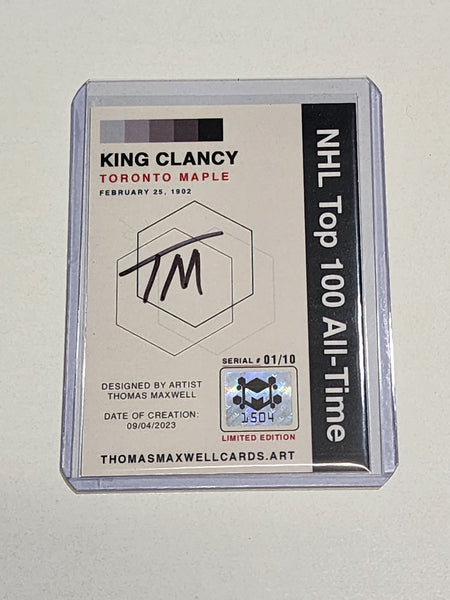 KING CLANCY
TORONTO MAPLE
FEBRUARY 25, 1902
TM
SERIAL # 01/10
1504
LIMITED EDITION
DESIGNED BY ARTIST
THOMAS MAXWELL
DATE OF CREATION:
09/04/2023
THOMASMAXWELLCARDS.ART
NHL Top 100 All-Time